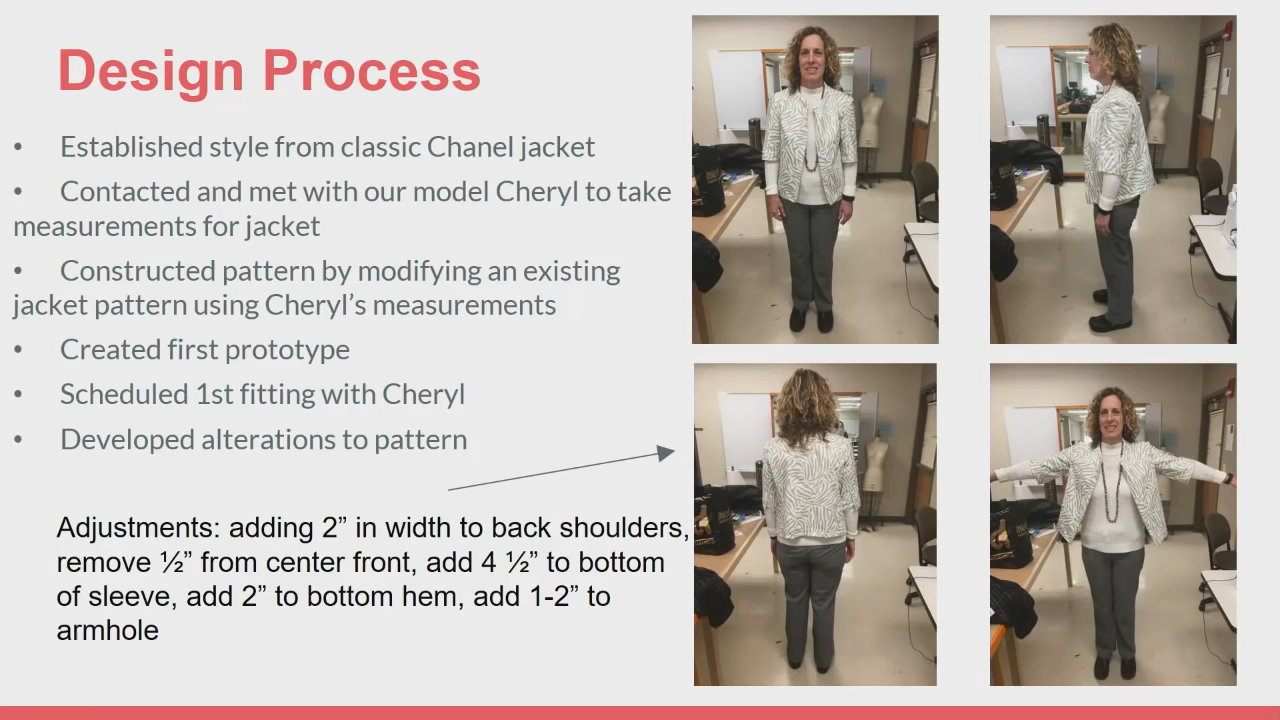 Design Process
• Established style from classic Chanel jacket
• Contacted and met with our model Cheryl to take
measurements for jacket
• Constructed pattern by modifying an existing
jacket pattern using Cheryl’s measurements
• Created first prototype
• Scheduled 1st fitting with Cheryl
• Developed alterations to pattern
Adjustments: adding 2” in width to back shoulders,
remove ½” from center front, add 4 ½” to bottom
of sleeve, add 2” to bottom hem, add 1-2” to
armhole